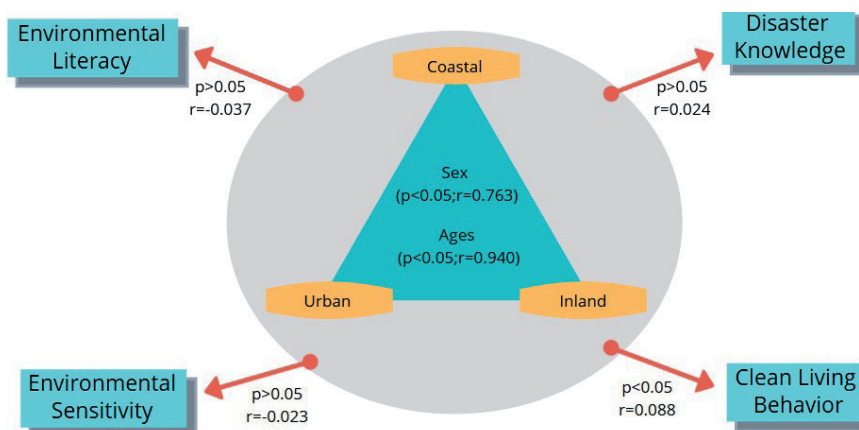 Environmental
Literacy
p>0.05
r=-0.037
Disaster
Knowledge
p>0.05
r=0.024
Coastal
Sex
(p<0.05;r=0.763)
Ages
(p<0.05;r=0.940)
Urban
Inland
Environmental
Sensitivity
p>0.05
r=-0.023
p<0.05
r=0.088
Clean Living
Behavior